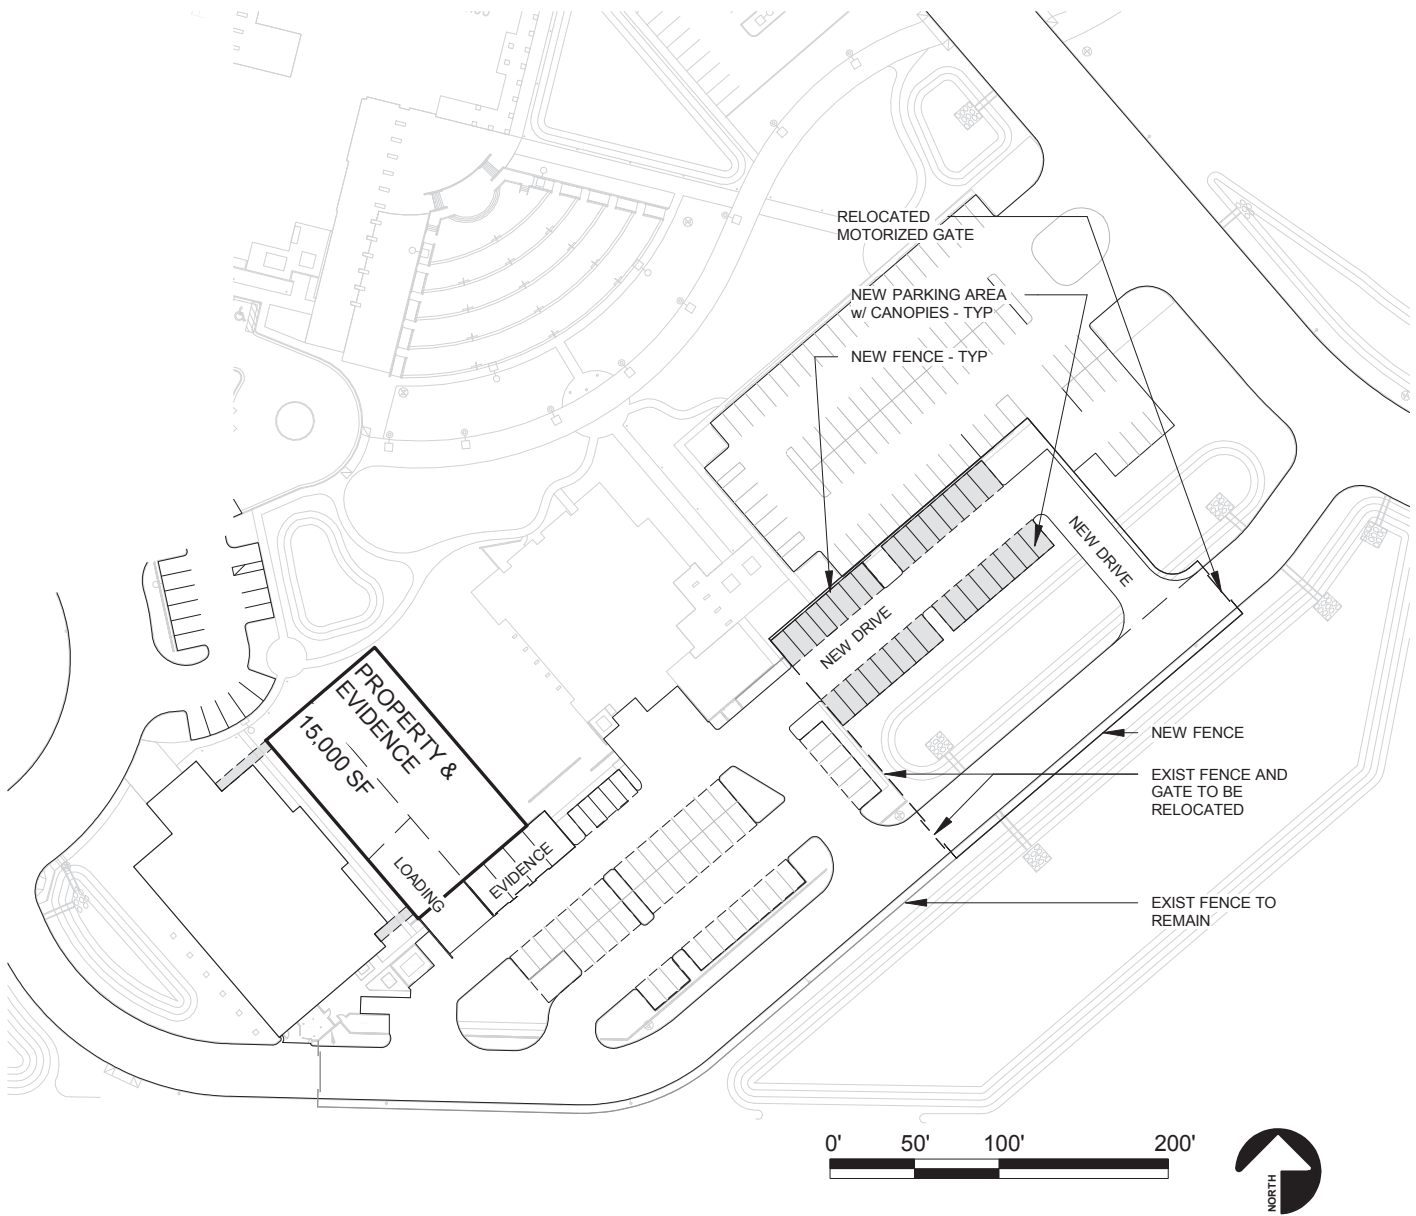 RELOCATED
MOTORIZED GATE
NEW PARKING AREA
w/ CANOPIES - TYP
NEW FENCE - TYP
NEW DRIVE
NEW DRIVE
PROPERTY &
EVIDENCE
15,000 SF
LOADING
EVIDENCE
NEW FENCE
EXIST FENCE AND
GATE TO BE
RELOCATED
EXIST FENCE TO
REMAIN
0' 50' 100' 200'
NORTH